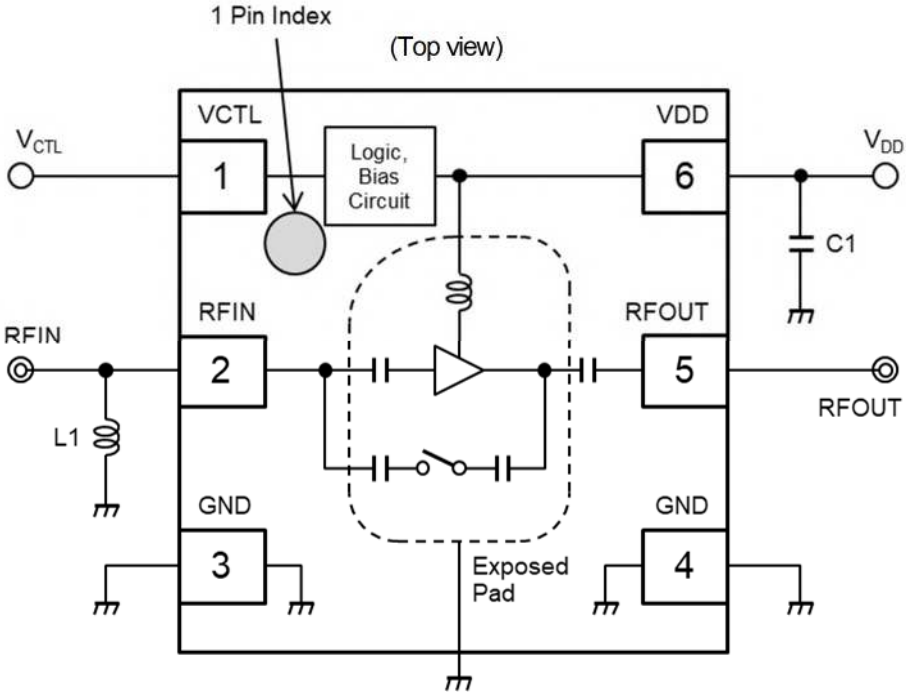 1 Pin Index
(Top view)
VCTL
VDD
VCTL
1
Logic,
Bias
Circuit
6
VDD
C1
RFIN
RFIN
RFOUT
2
5
RFOUT
L1
GND
GND
3
4
Exposed
Pad